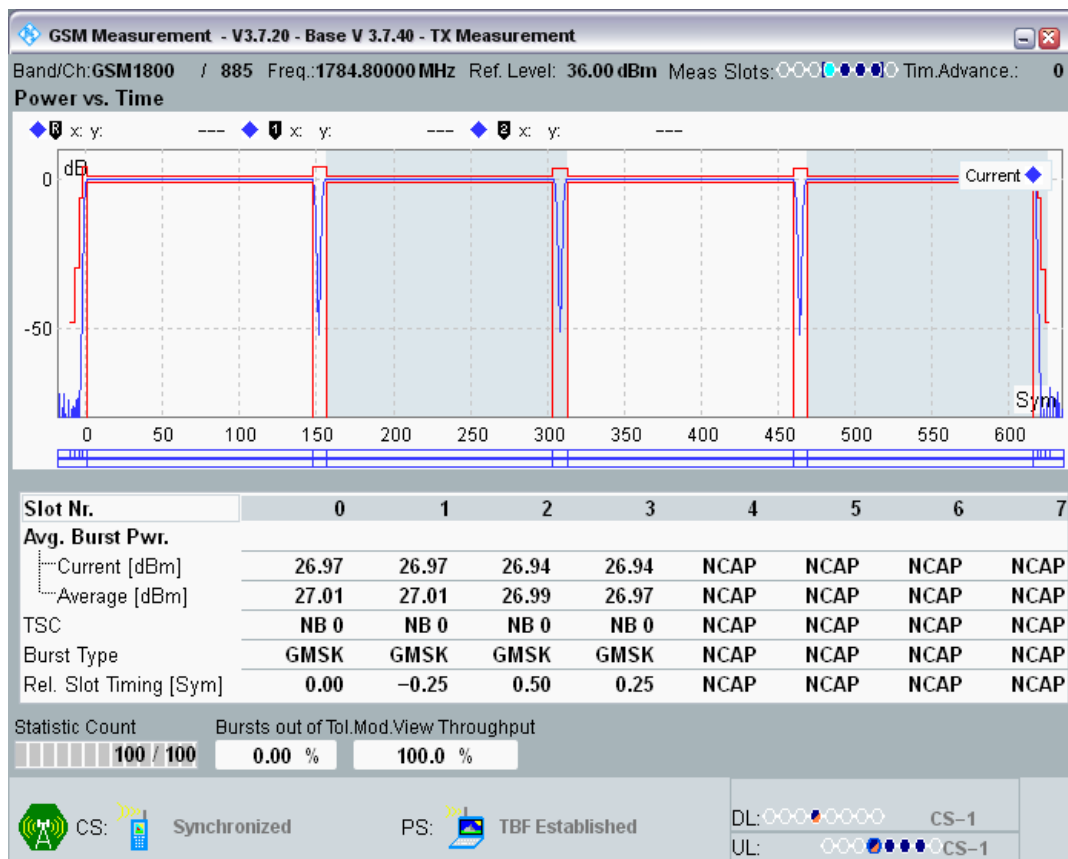 GSM Measurement - V3.7.20 - Base V 3.7.40 - TX Measurement
Band/Ch:GSM1800 / 885 Freq.:1784.80000 MHz Ref. Level: 36.00 dBm Meas Slots: Tim.Advance.: 0
Power vs. Time
R x: y: --- 1 x: y: --- 2 x: y: ---
dB
0
Current
-50
Sym
0 50 100 150 200 250 300 350 400 450 500 550 600
Slot Nr. 0 1 2 3 4 5 6 7
Avg. Burst Pwr.
Current [dBm] 26.97 26.97 26.94 26.94 NCAP NCAP NCAP NCAP
Average [dBm] 27.01 27.01 26.99 26.97 NCAP NCAP NCAP NCAP
TSC NB 0 NB 0 NB 0 NB 0 NCAP NCAP NCAP NCAP
Burst Type GMSK GMSK GMSK GMSK NCAP NCAP NCAP NCAP
Rel. Slot Timing [Sym] 0.00 −0.25 0.50 0.25 NCAP NCAP NCAP NCAP
Statistic Count Bursts out of Tol.Mod.View Throughput
100 / 100 0.00 % 100.0 %
CS: Synchronized PS: TBF Established DL: CS−1
UL: CS−1